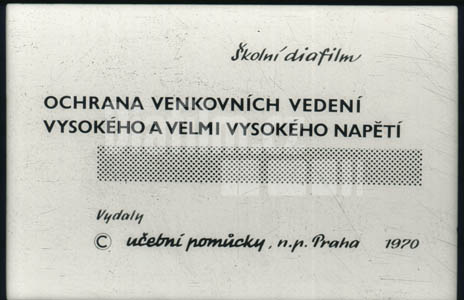 Školní diafilm
OCHRANA VENKOVNÍCH VEDENÍ
VYSOKÉHO A VELMI VYSOKÉHO NAPĚTÍ
Vydaly
© učební pomůcky, n.p. Praha 1970